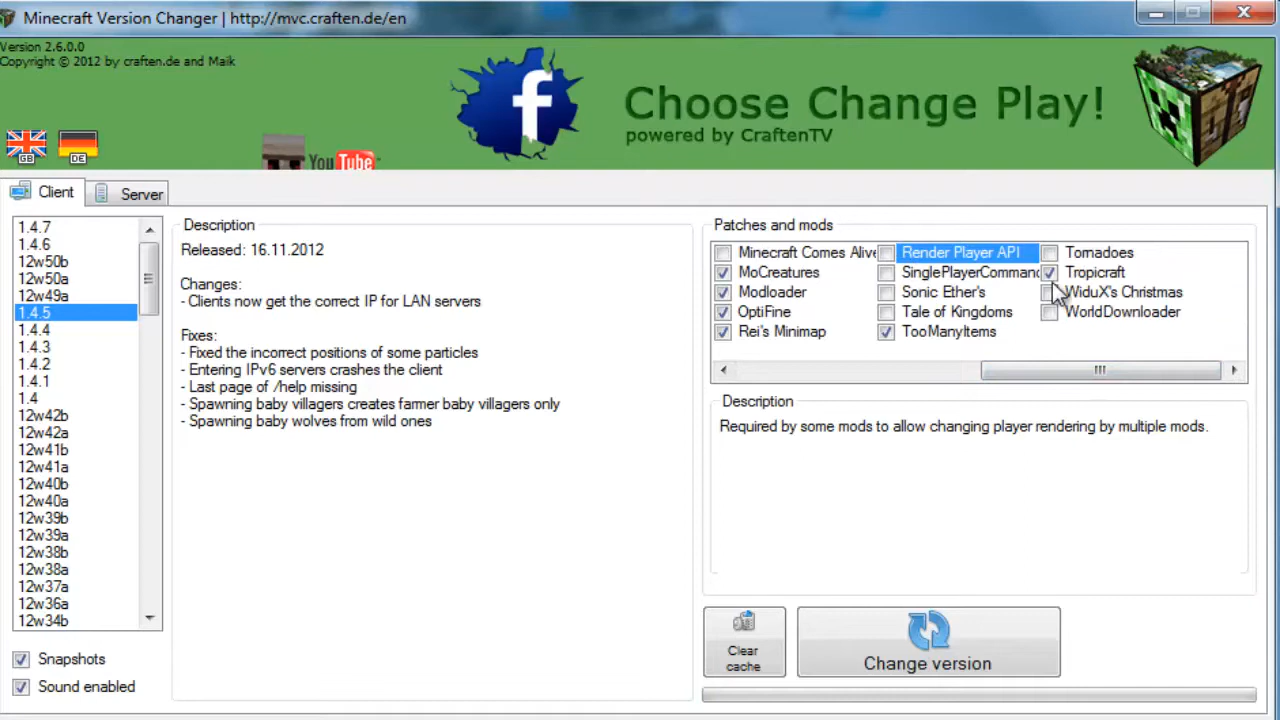 Minecraft Version Changer | http://mvc.craften.de/en
Version 2.6.0.0
Copyright © 2012 by craften.de and Maik
f
Choose Change Play!
powered by CraftenTV
GB
DE
YouTube
Client
Server
1.4.7
1.4.6
12w50b
12w50a
12w49a
1.4.5
1.4.4
1.4.3
1.4.2
1.4.1
1.4
12w42b
12w42a
12w41b
12w41a
12w40b
12w40a
12w39b
12w39a
12w38b
12w38a
12w37a
12w36a
12w34b
Snapshots
Sound enabled
Description
Released: 16.11.2012
Changes:
- Clients now get the correct IP for LAN servers
Fixes:
- Fixed the incorrect positions of some particles
- Entering IPv6 servers crashes the client
- Last page of /help missing
- Spawning baby villagers creates farmer baby villagers only
- Spawning baby wolves from wild ones
Patches and mods
Minecraft Comes Alive
MoCreatures
Modloader
OptiFine
Rei's Minimap
Render Player API
SinglePlayerCommand
Sonic Ether's
Tale of Kingdoms
TooManyItems
Tornadoes
Tropicraft
WiduX's Christmas
WorldDownloader
Description
Required by some mods to allow changing player rendering by multiple mods.
Clear
cache
Change version